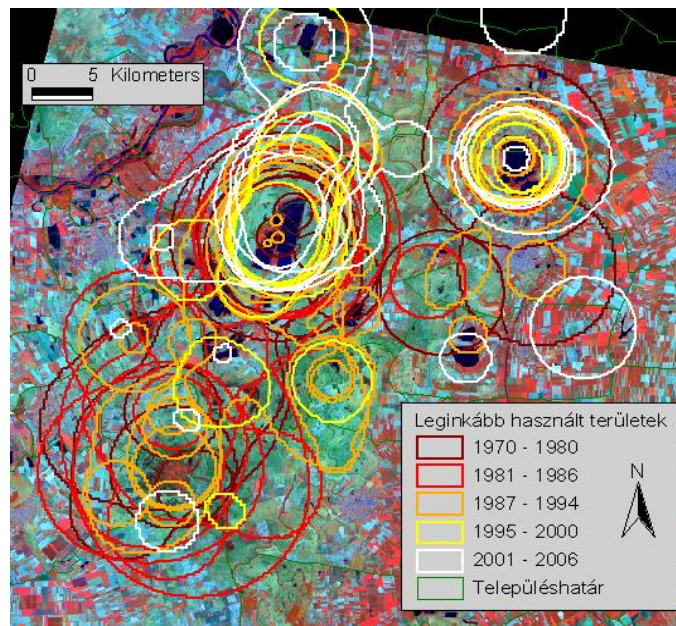 0 5 Kilometers
Leginkább használt területek
1970 - 1980
1981 - 1986
N
1987 - 1994
1995 - 2000
2001 - 2006
Településhatár